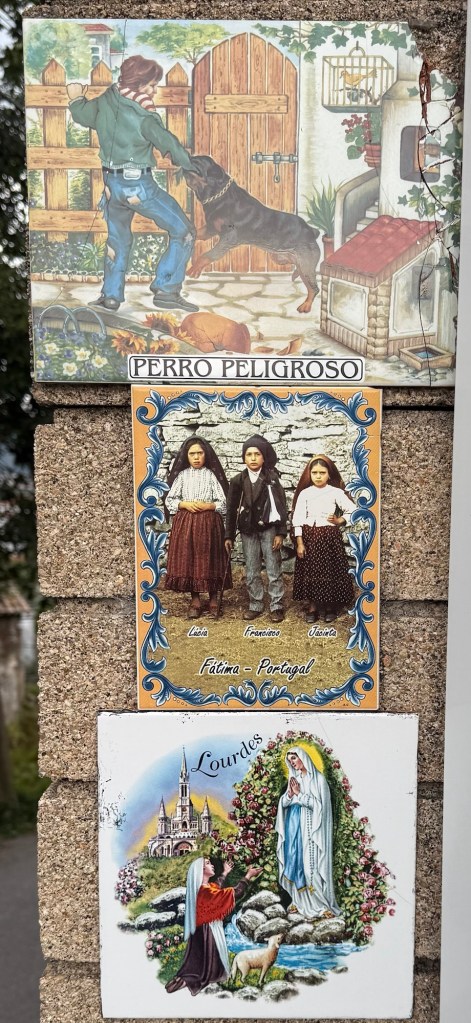 PERRO PELIGROSO
Lúcia Francisco Jacinta
Fátima - Portugal
Lourdes